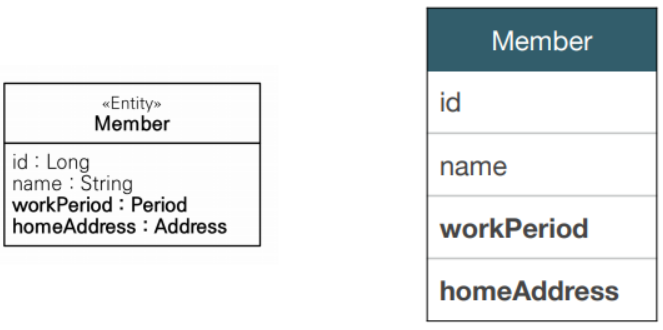 «Entity»
Member
id : Long
name : String
workPeriod : Period
homeAddress : Address
Member
id
name
workPeriod
homeAddress